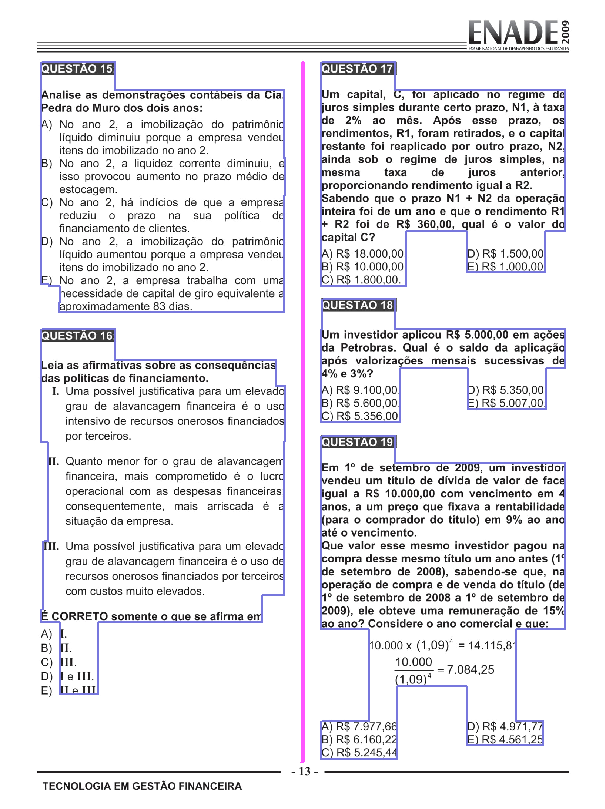 ENADE 2009
EXAME NACIONAL DE DESEMPENHO DOS ESTUDANTES
QUESTÃO 15
Analise as demonstrações contábeis da Cia.
Pedra do Muro dos dois anos:
A) No ano 2, a imobilização do patrimônio
líquido diminuiu porque a empresa vendeu
itens do imobilizado no ano 2.
B) No ano 2, a liquidez corrente diminuiu, e
isso provocou aumento no prazo médio de
estocagem.
C) No ano 2, há indícios de que a empresa
reduziu o prazo na sua política de
financiamento de clientes.
D) No ano 2, a imobilização do patrimônio
líquido aumentou porque a empresa vendeu
itens do imobilizado no ano 2.
E) No ano 2, a empresa trabalha com uma
necessidade de capital de giro equivalente a
aproximadamente 83 dias.
QUESTÃO 16
Leia as afirmativas sobre as consequências
das políticas de financiamento.
I. Uma possível justificativa para um elevado
grau de alavancagem financeira é o uso
intensivo de recursos onerosos financiados
por terceiros.
II. Quanto menor for o grau de alavancagem
financeira, mais comprometido é o lucro
operacional com as despesas financeiras
consequentemente, mais arriscada é a
situação da empresa.
III. Uma possível justificativa para um elevado
grau de alavancagem financeira é o uso de
recursos onerosos financiados por terceiros
com custos muito elevados.
É CORRETO somente o que se afirma em
A) I.
B) II.
C) III.
D) I e III.
E) II e III
QUESTÃO 17
Um capital, C, foi aplicado no regime de
juros simples durante certo prazo, N1, à taxa
de 2% ao mês. Após esse prazo, os
rendimentos, R1, foram retirados, e o capital
restante foi reaplicado por outro prazo, N2,
ainda sob o regime de juros simples, na
mesma taxa de juros anterior,
proporcionando rendimento igual a R2.
Sabendo que o prazo N1 + N2 da operação
inteira foi de um ano e que o rendimento R1
+ R2 foi de R$ 360,00, qual é o valor do
capital C?
A) R$ 18.000,00
B) R$ 10.000,00
C) R$ 1.800,00.
D) R$ 1.500,00
E) R$ 1.000,00
QUESTÃO 18
Um investidor aplicou R$ 5.000,00 em ações
da Petrobras. Qual é o saldo da aplicação
após valorizações mensais sucessivas de
4% e 3%?
A) R$ 9.100,00
B) R$ 5.600,00
C) R$ 5.356,00
D) R$ 5.350,00
E) R$ 5.007,00
QUESTÃO 19
Em 1º de setembro de 2009, um investidor
vendeu um título de dívida de valor de face
igual a R$ 10.000,00 com vencimento em 4
anos, a um preço que fixava a rentabilidade
(para o comprador do título) em 9% ao ano
até o vencimento.
Que valor esse mesmo investidor pagou na
compra desse mesmo título um ano antes (1º
de setembro de 2008), sabendo-se que, na
operação de compra e de venda do título (de
1º de setembro de 2008 a 1º de setembro de
2009), ele obteve uma remuneração de 15%
ao ano? Considere o ano comercial e que:
10.000 x (1,09)⁴ = 14.115,81
10.000
(1,09)⁴ = 7.084,25
A) R$ 7.977,66
B) R$ 6.160,22
C) R$ 5.245,44
D) R$ 4.971,77
E) R$ 4.561,25
- 13 -
TECNOLOGIA EM GESTÃO FINANCEIRA